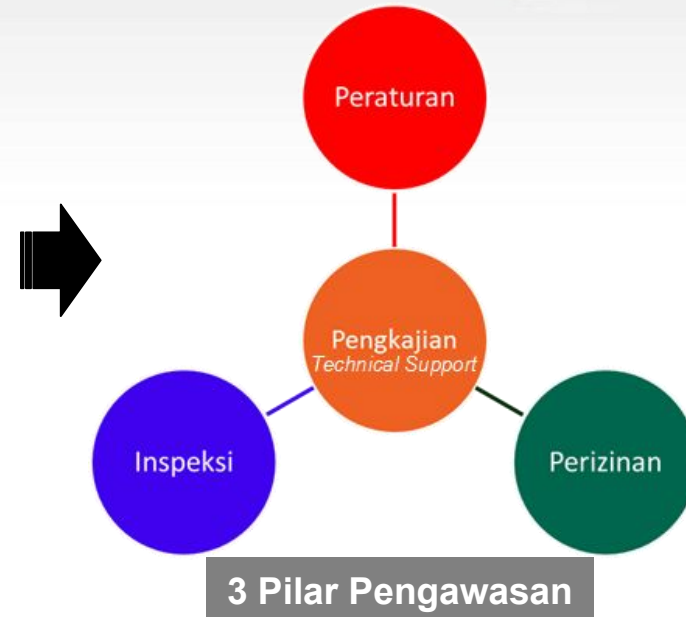 Peraturan
Pengkajian
Technical Support
Inspeksi
Perizinan
3 Pilar Pengawasan